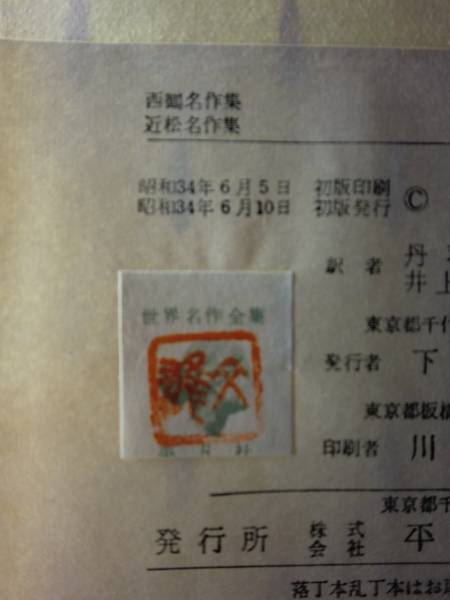 西鶴名作集
近松名作集
昭和34年6月5日 初版印刷
昭和34年6月10日 初版発行 ©
訳者 丹
井上
東京都千代
発行者 下
東京都板橋
印刷者 川
世界名作全集
東京都千
発行所 株式会社 平
落丁本乱丁本はお